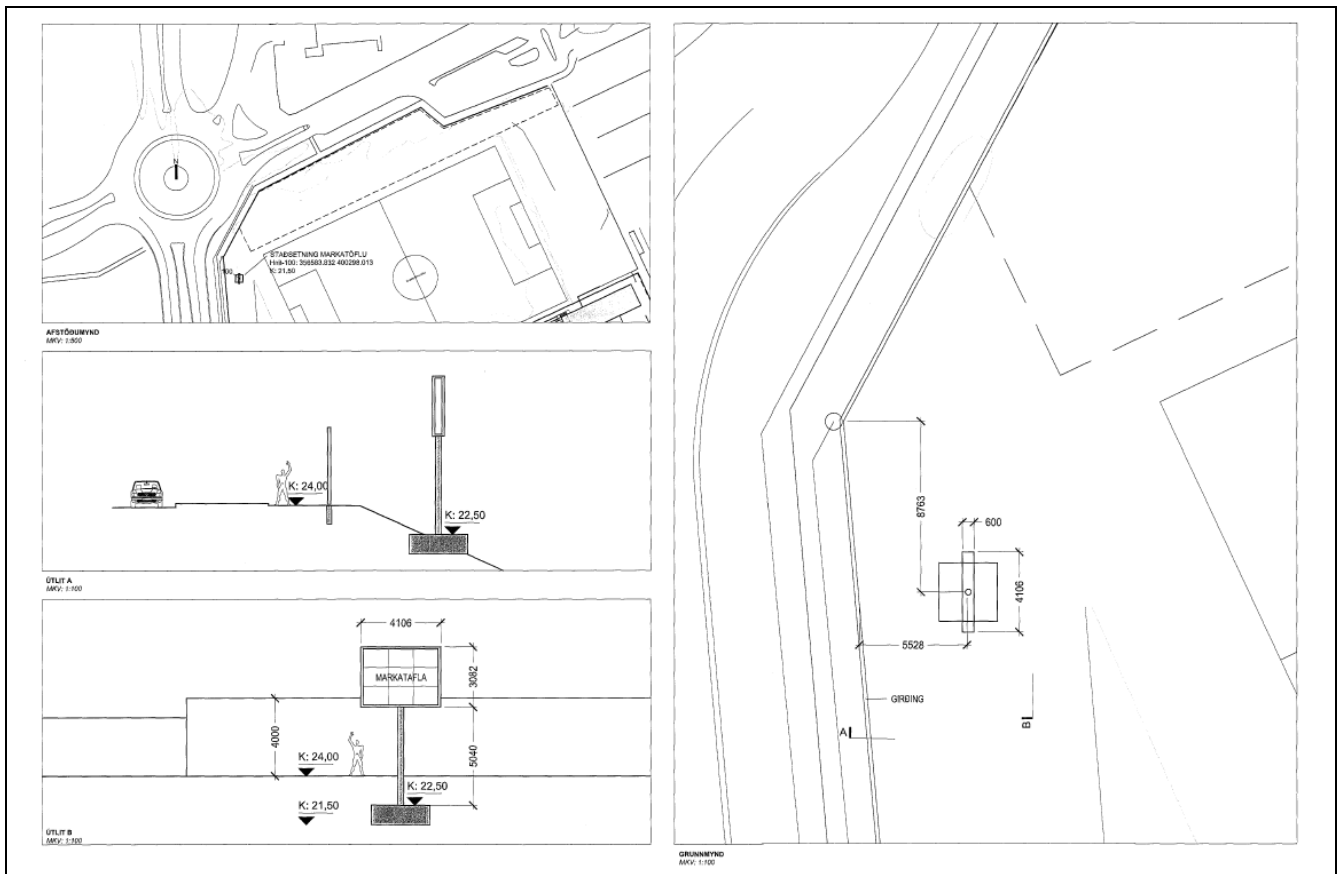 N
STAÐSETNING MARKATÖFLU
Hnit-100: 356583.832 400298.013
K: 21,50
100
AFSTÖÐUMYND
MKV: 1:500
K: 24,00
K: 22,50
ÚTLIT A
MKV: 1:100
4106
MARKATAFLA
3082
4000
5040
K: 24,00
K: 22,50
K: 21,50
ÚTLIT B
MKV: 1:100
8763
600
4106
5528
GIRÐING
A
B
GRUNNMYND
MKV: 1:100